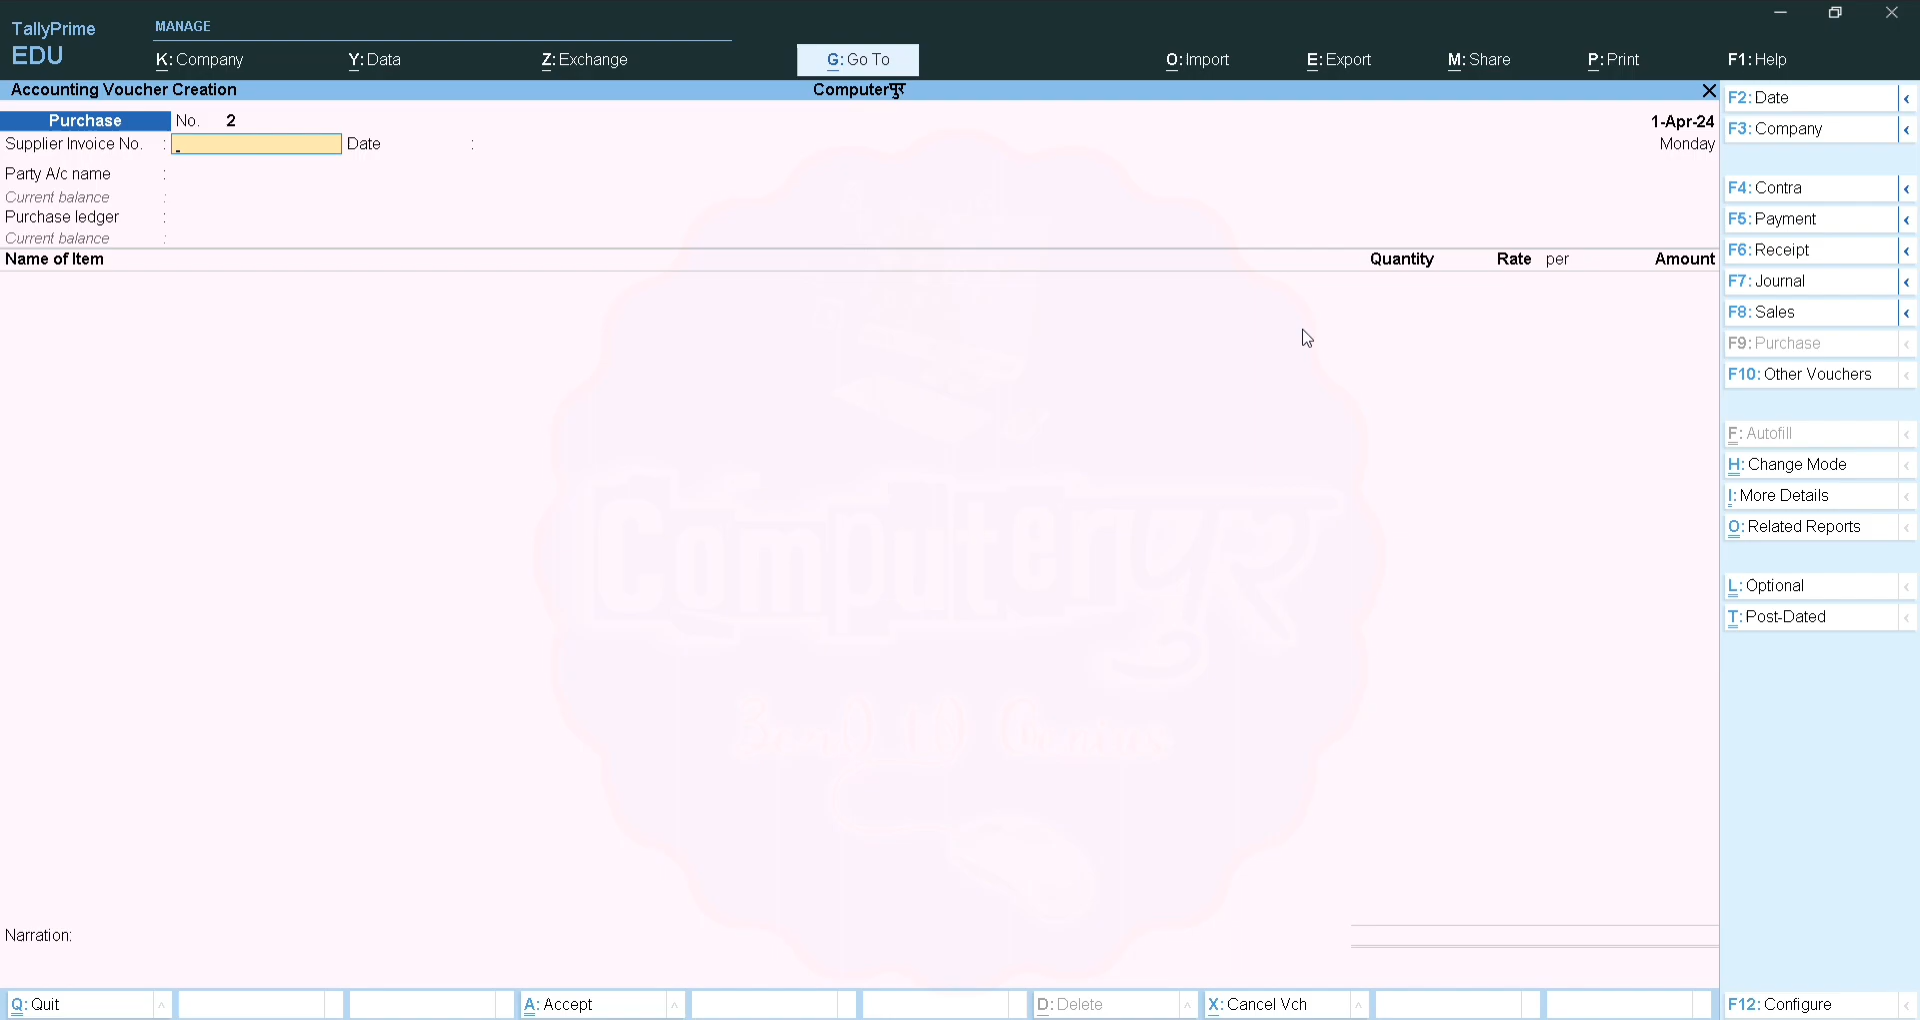 TallyPrime
EDU
MANAGE
K: Company
Y: Data
Z: Exchange
G: Go To
O: Import
E: Export
M: Share
P: Print
F1: Help
Accounting Voucher Creation
Computerपुर
Purchase No. 2
1-Apr-24
Supplier Invoice No. : Date :
Monday
Party A/c name :
Current balance :
Purchase ledger :
Current balance :
Name of Item Quantity Rate per Amount
Computerपुर
Narration:
F2: Date
F3: Company
F4: Contra
F5: Payment
F6: Receipt
F7: Journal
F8: Sales
F9: Purchase
F10: Other Vouchers
F: Autofill
H: Change Mode
I: More Details
O: Related Reports
L: Optional
T: Post-Dated
Q: Quit
A: Accept
D: Delete
X: Cancel Vch
F12: Configure